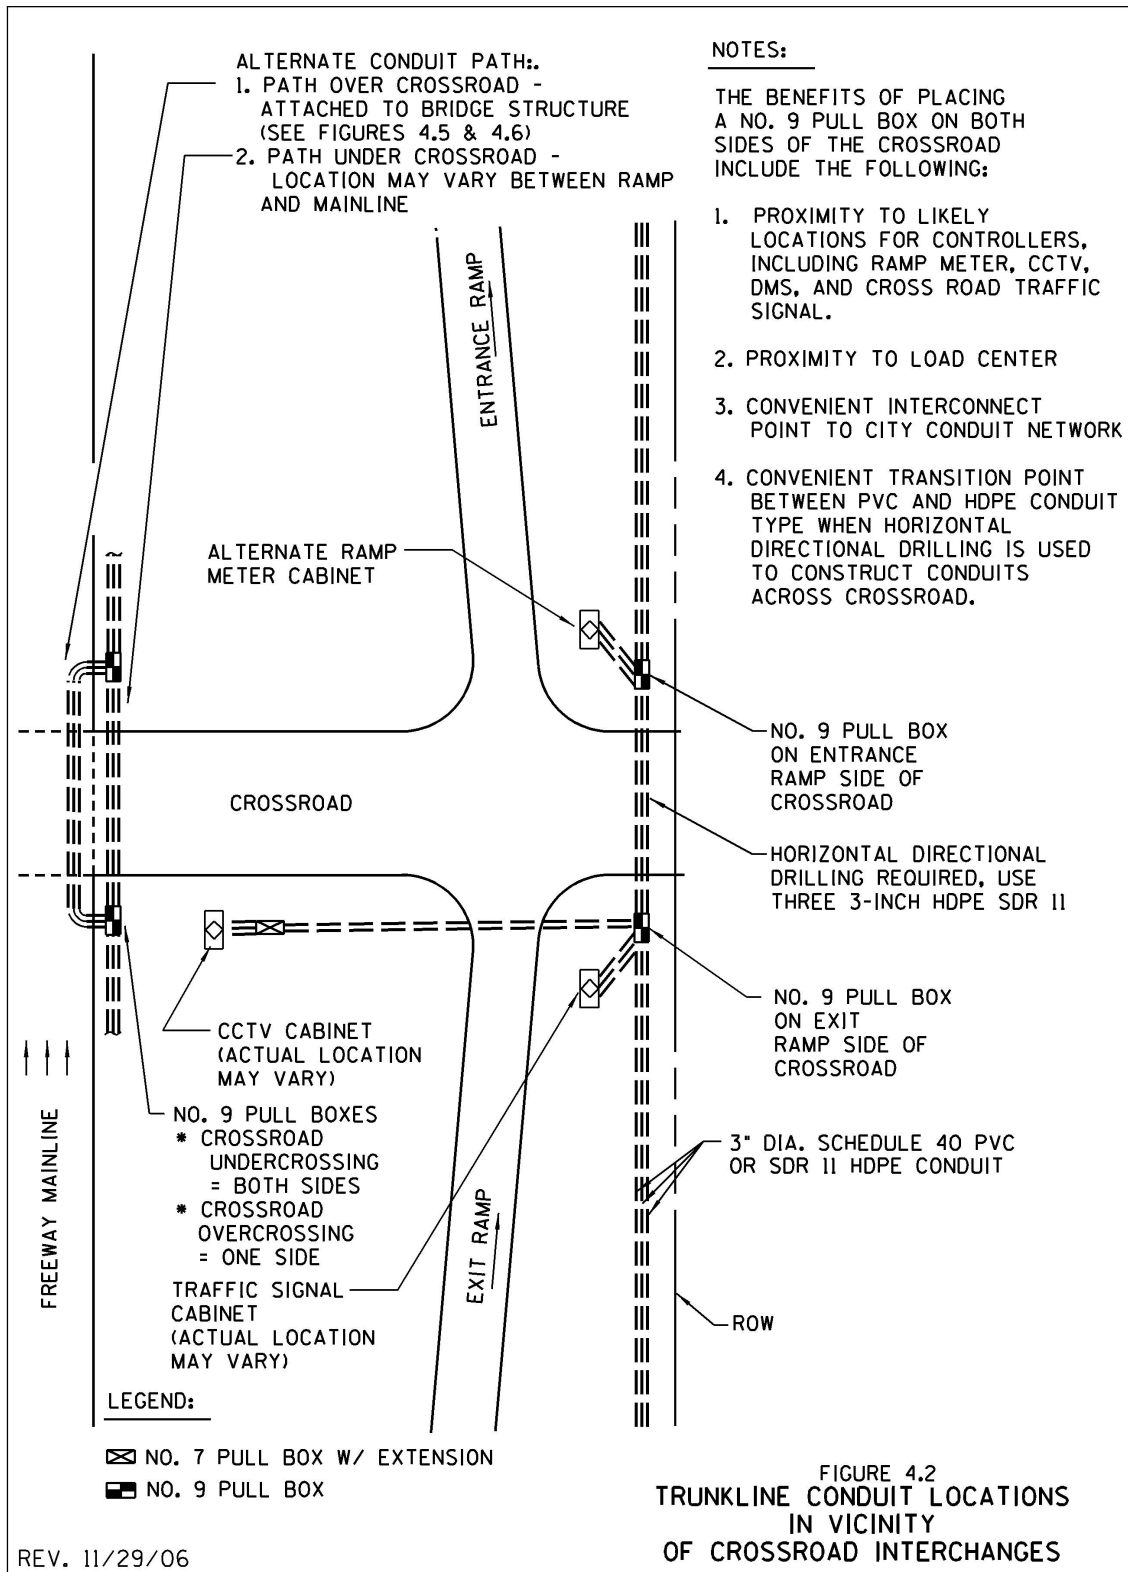 ALTERNATE CONDUIT PATH:.
1. PATH OVER CROSSROAD -
ATTACHED TO BRIDGE STRUCTURE
(SEE FIGURES 4.5 & 4.6)
2. PATH UNDER CROSSROAD -
LOCATION MAY VARY BETWEEN RAMP
AND MAINLINE
NOTES:
THE BENEFITS OF PLACING
A NO. 9 PULL BOX ON BOTH
SIDES OF THE CROSSROAD
INCLUDE THE FOLLOWING:
1. PROXIMITY TO LIKELY
LOCATIONS FOR CONTROLLERS,
INCLUDING RAMP METER, CCTV,
DMS, AND CROSS ROAD TRAFFIC
SIGNAL.
2. PROXIMITY TO LOAD CENTER
3. CONVENIENT INTERCONNECT
POINT TO CITY CONDUIT NETWORK
4. CONVENIENT TRANSITION POINT
BETWEEN PVC AND HDPE CONDUIT
TYPE WHEN HORIZONTAL
DIRECTIONAL DRILLING IS USED
TO CONSTRUCT CONDUITS
ACROSS CROSSROAD.
ENTRANCE RAMP
ALTERNATE RAMP
METER CABINET
NO. 9 PULL BOX
ON ENTRANCE
RAMP SIDE OF
CROSSROAD
CROSSROAD
HORIZONTAL DIRECTIONAL
DRILLING REQUIRED, USE
THREE 3-INCH HDPE SDR 11
NO. 9 PULL BOX
ON EXIT
RAMP SIDE OF
CROSSROAD
CCTV CABINET
(ACTUAL LOCATION
MAY VARY)
NO. 9 PULL BOXES
* CROSSROAD
UNDERCROSSING
= BOTH SIDES
* CROSSROAD
OVERCROSSING
= ONE SIDE
TRAFFIC SIGNAL
CABINET
(ACTUAL LOCATION
MAY VARY)
FREEWAY MAINLINE
EXIT RAMP
3" DIA. SCHEDULE 40 PVC
OR SDR 11 HDPE CONDUIT
ROW
LEGEND:
NO. 7 PULL BOX W/ EXTENSION
NO. 9 PULL BOX
FIGURE 4.2
TRUNKLINE CONDUIT LOCATIONS
IN VICINITY
OF CROSSROAD INTERCHANGES
REV. 11/29/06